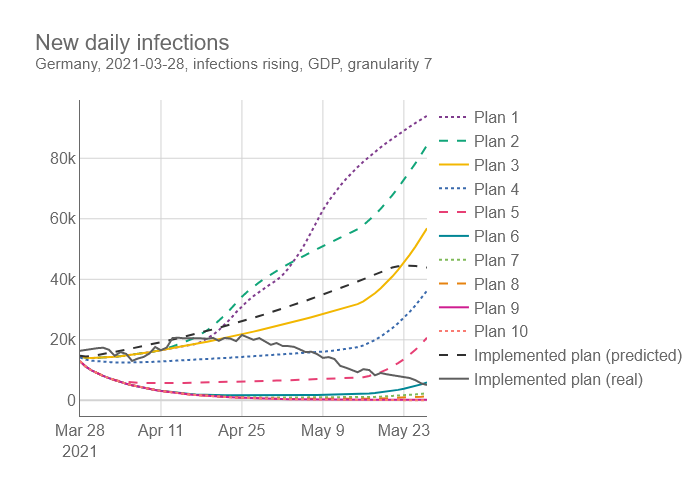 New daily infections
Germany, 2021-03-28, infections rising, GDP, granularity 7
80k
60k
40k
20k
0
Mar 28
2021
Apr 11
Apr 25
May 9
May 23
Plan 1
Plan 2
Plan 3
Plan 4
Plan 5
Plan 6
Plan 7
Plan 8
Plan 9
Plan 10
Implemented plan (predicted)
Implemented plan (real)